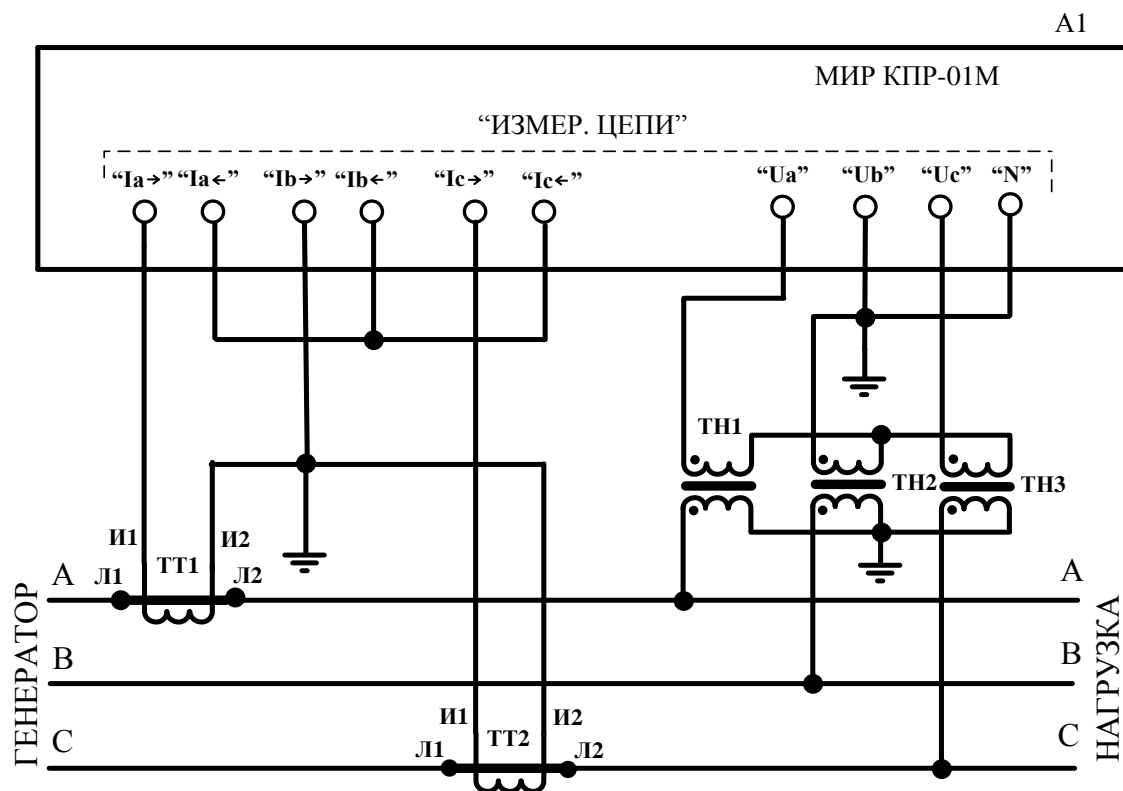 А1
МИР КПР-01М
“ИЗМЕР. ЦЕПИ”
“Ia→” “Ia←” “Ib→” “Ib←” “Ic→” “Ic←” “Ua” “Ub” “Uc” “N”
ТН1
ТН2
ТН3
И1
И2
ТТ1
А
Л1
Л2
А
В
В
И1
И2
ТТ2
С
Л1
Л2
С
ГЕНЕРАТОР
НАГРУЗКА